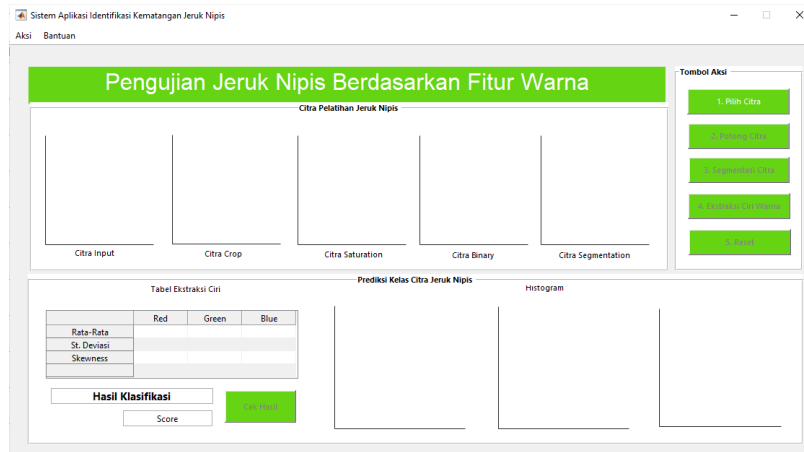 Sistem Aplikasi Identifikasi Kematangan Jeruk Nipis
Aksi Bantuan
Pengujian Jeruk Nipis Berdasarkan Fitur Warna
Citra Pelatihan Jeruk Nipis
Citra Input Citra Crop Citra Saturation Citra Binary Citra Segmentation
Tombol Aksi
1. Pilih Citra
2. Potong Citra
3. Segmentasi Citra
4. Ekstraksi Ciri Warna
5. Reset
Prediksi Kelas Citra Jeruk Nipis
Tabel Ekstraksi Ciri
Red Green Blue
Rata-Rata
St. Deviasi
Skewness
Hasil Klasifikasi
Score
Cek Hasil
Histogram